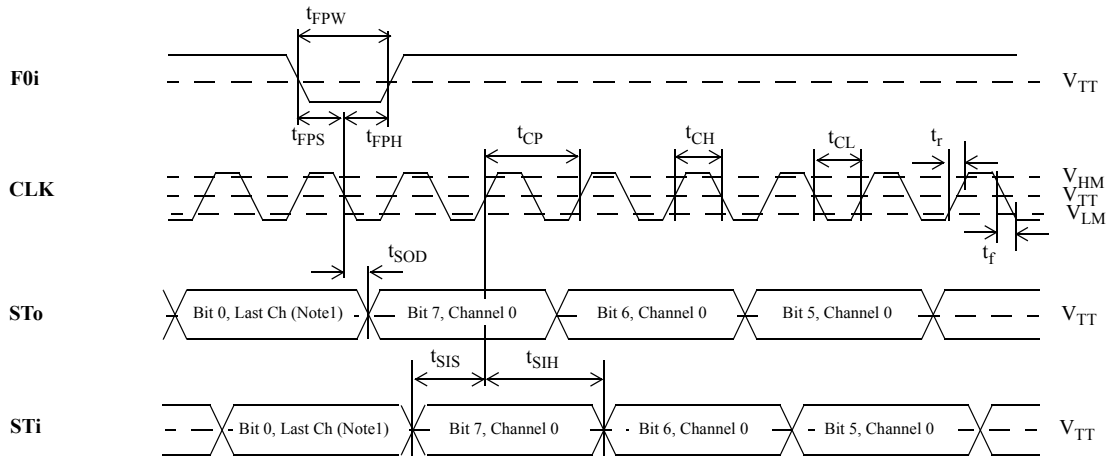 tFPW
F0i
VTT
tFPS
tFPH
tCP
tCH
tCL
tr
CLK
VHM
VTT
VLM
tf
tSOD
STo
Bit 0, Last Ch (Note1)
Bit 7, Channel 0
Bit 6, Channel 0
Bit 5, Channel 0
VTT
tSIS
tSIH
STi
Bit 0, Last Ch (Note1)
Bit 7, Channel 0
Bit 6, Channel 0
Bit 5, Channel 0
VTT